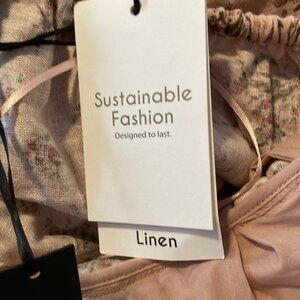 Sustainable
Fashion
Designed to last.
Linen